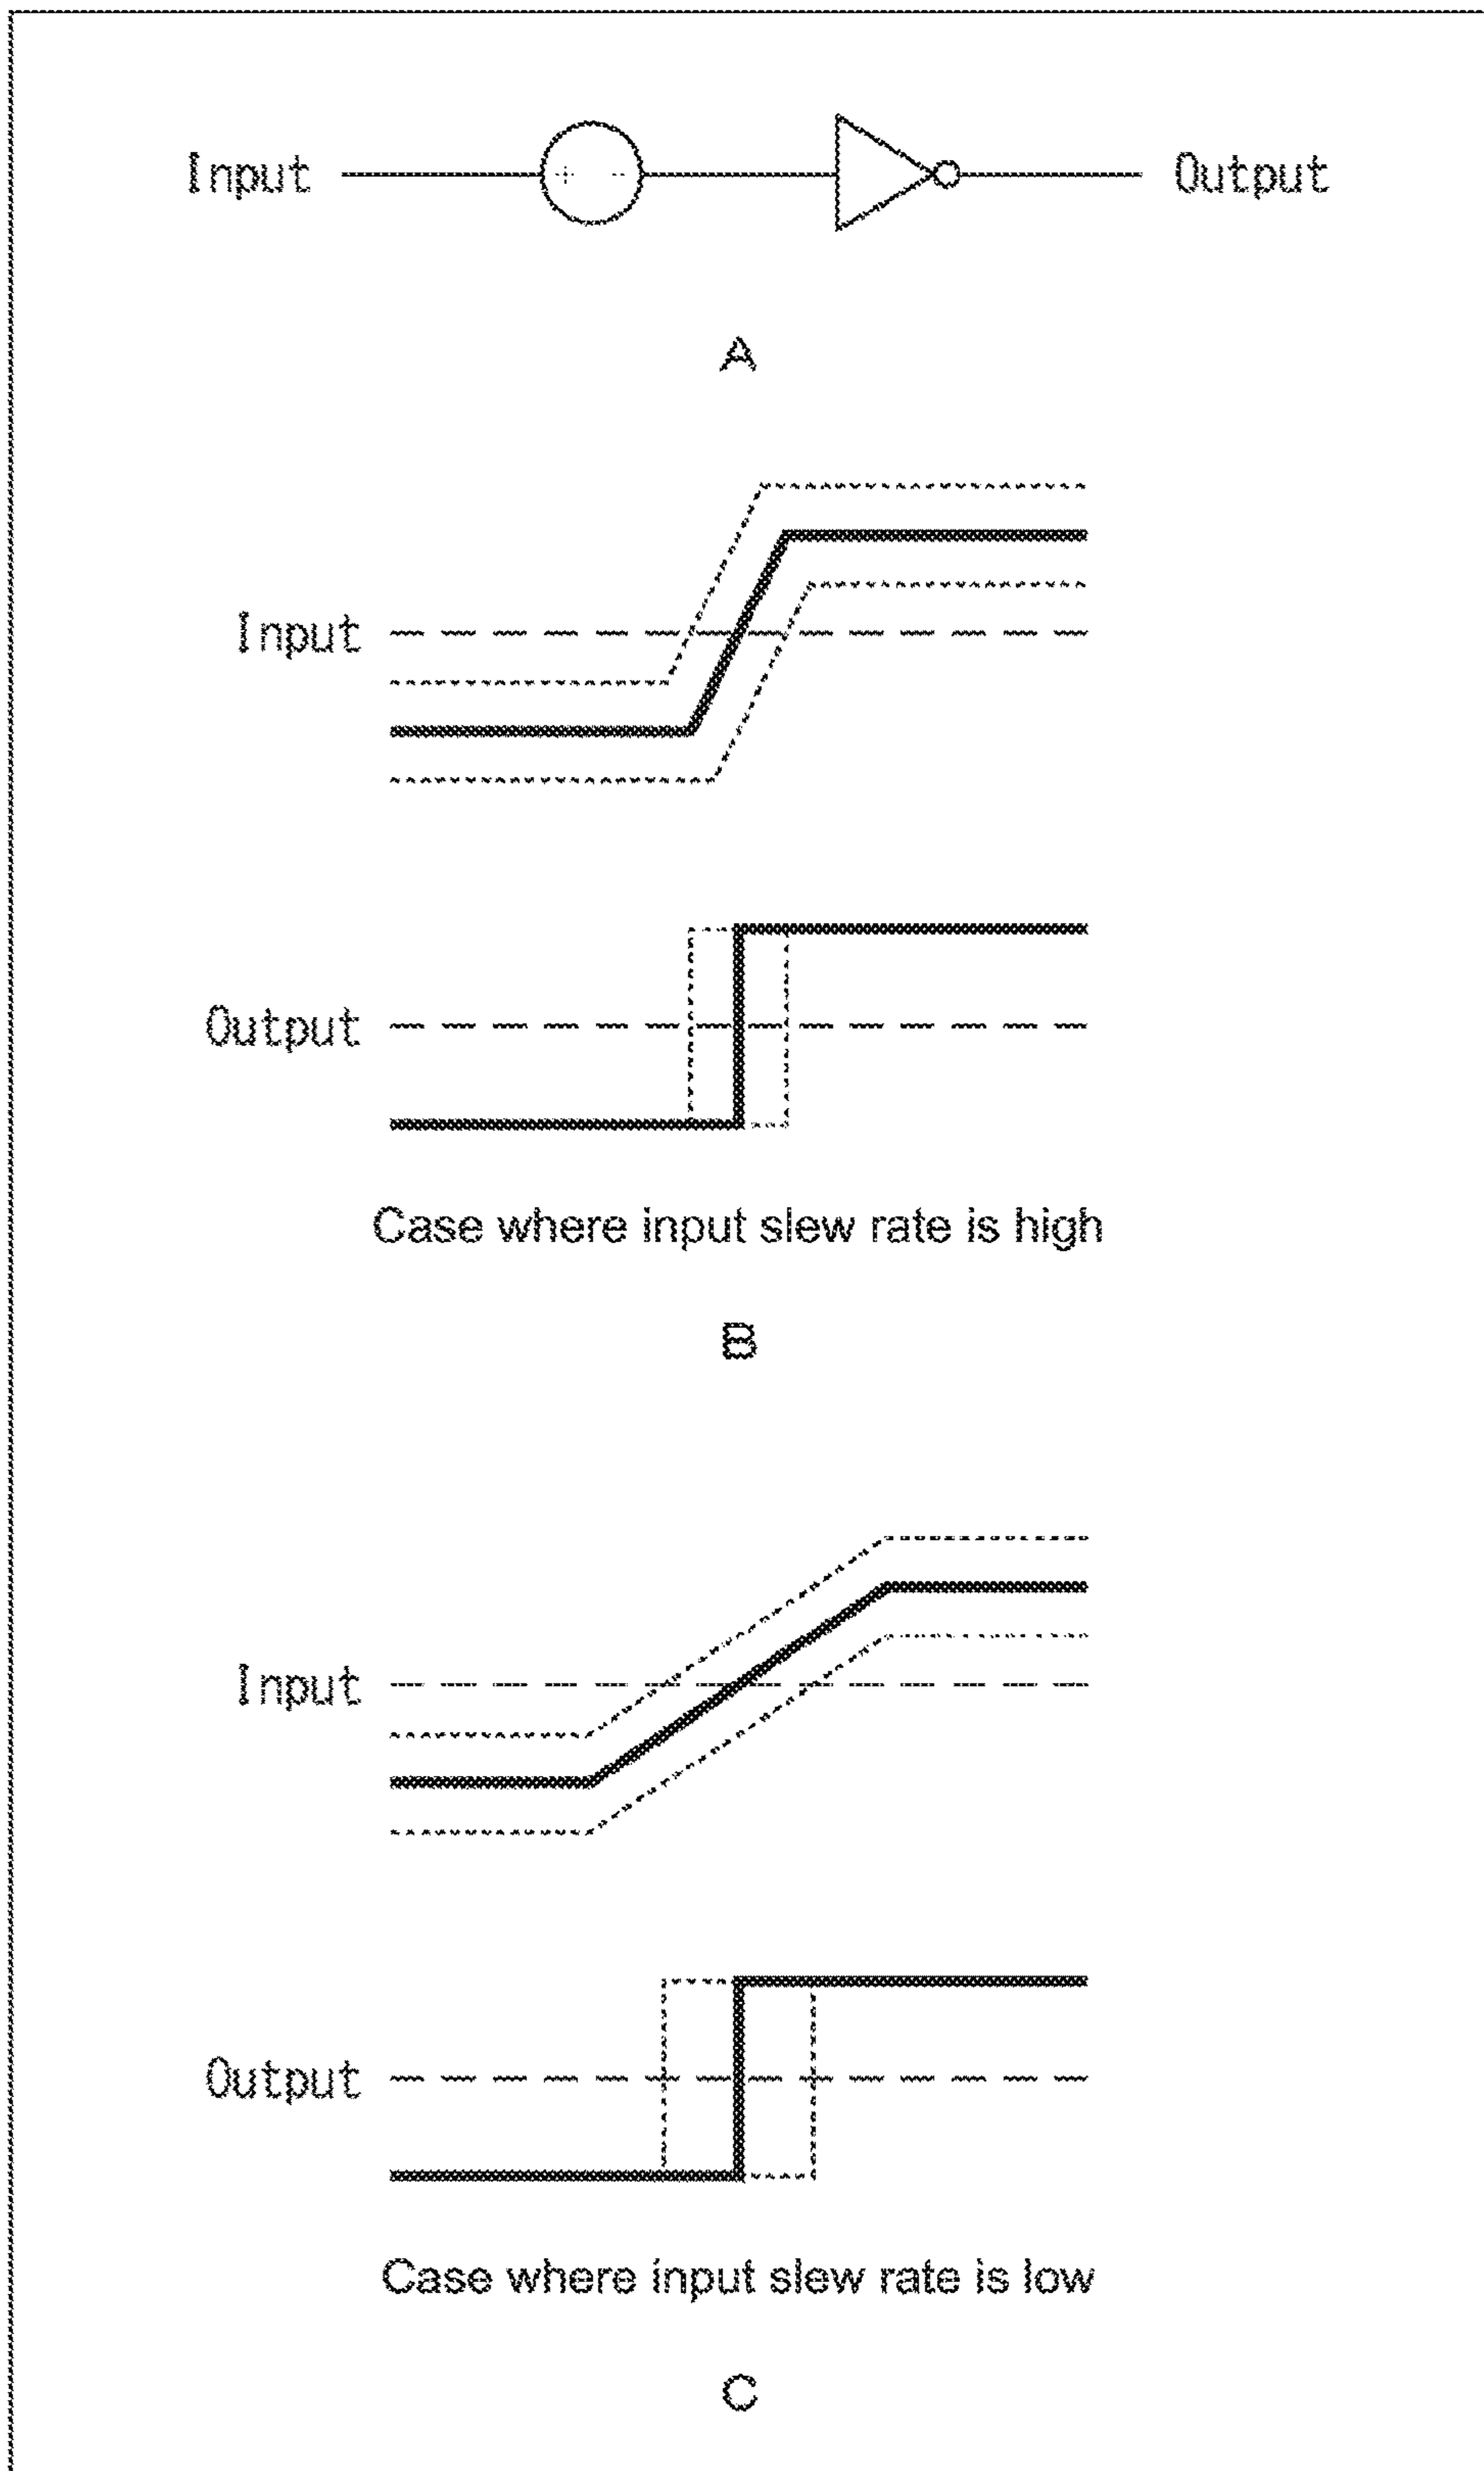 Input + - Output
A
Input
Output
Case where input slew rate is high
B
Input
Output
Case where input slew rate is low
C